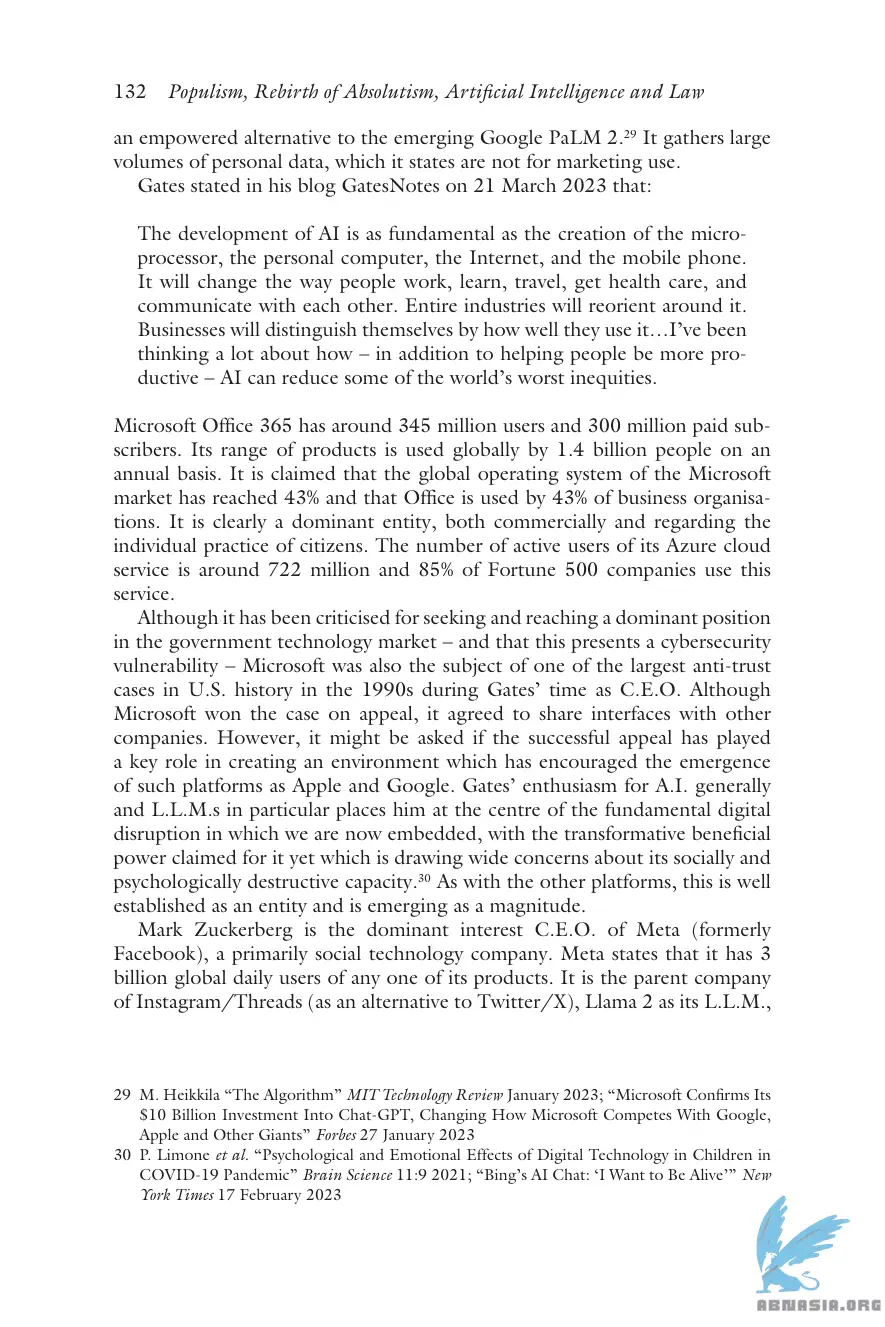 132 Populism, Rebirth of Absolutism, Artificial Intelligence and Law
an empowered alternative to the emerging Google PaLM 2.29 It gathers large
volumes of personal data, which it states are not for marketing use.
Gates stated in his blog GatesNotes on 21 March 2023 that:
The development of AI is as fundamental as the creation of the micro-
processor, the personal computer, the Internet, and the mobile phone.
It will change the way people work, learn, travel, get health care, and
communicate with each other. Entire industries will reorient around it.
Businesses will distinguish themselves by how well they use it…I’ve been
thinking a lot about how – in addition to helping people be more pro-
ductive – AI can reduce some of the world’s worst inequities.
Microsoft Office 365 has around 345 million users and 300 million paid sub-
scribers. Its range of products is used globally by 1.4 billion people on an
annual basis. It is claimed that the global operating system of the Microsoft
market has reached 43% and that Office is used by 43% of business organisa-
tions. It is clearly a dominant entity, both commercially and regarding the
individual practice of citizens. The number of active users of its Azure cloud
service is around 722 million and 85% of Fortune 500 companies use this
service.
Although it has been criticised for seeking and reaching a dominant position
in the government technology market – and that this presents a cybersecurity
vulnerability – Microsoft was also the subject of one of the largest anti-trust
cases in U.S. history in the 1990s during Gates’ time as C.E.O. Although
Microsoft won the case on appeal, it agreed to share interfaces with other
companies. However, it might be asked if the successful appeal has played
a key role in creating an environment which has encouraged the emergence
of such platforms as Apple and Google. Gates’ enthusiasm for A.I. generally
and L.L.M.s in particular places him at the centre of the fundamental digital
disruption in which we are now embedded, with the transformative beneficial
power claimed for it yet which is drawing wide concerns about its socially and
psychologically destructive capacity.30 As with the other platforms, this is well
established as an entity and is emerging as a magnitude.
Mark Zuckerberg is the dominant interest C.E.O. of Meta (formerly
Facebook), a primarily social technology company. Meta states that it has 3
billion global daily users of any one of its products. It is the parent company
of Instagram/Threads (as an alternative to Twitter/X), Llama 2 as its L.L.M.,
29 M. Heikkila “The Algorithm” MIT Technology Review January 2023; “Microsoft Confirms Its
$10 Billion Investment Into Chat-GPT, Changing How Microsoft Competes With Google,
Apple and Other Giants” Forbes 27 January 2023
30 P. Limone et al. “Psychological and Emotional Effects of Digital Technology in Children in
COVID-19 Pandemic” Brain Science 11:9 2021; “Bing’s AI Chat: ‘I Want to Be Alive’” New
York Times 17 February 2023
ABNASIA.ORG